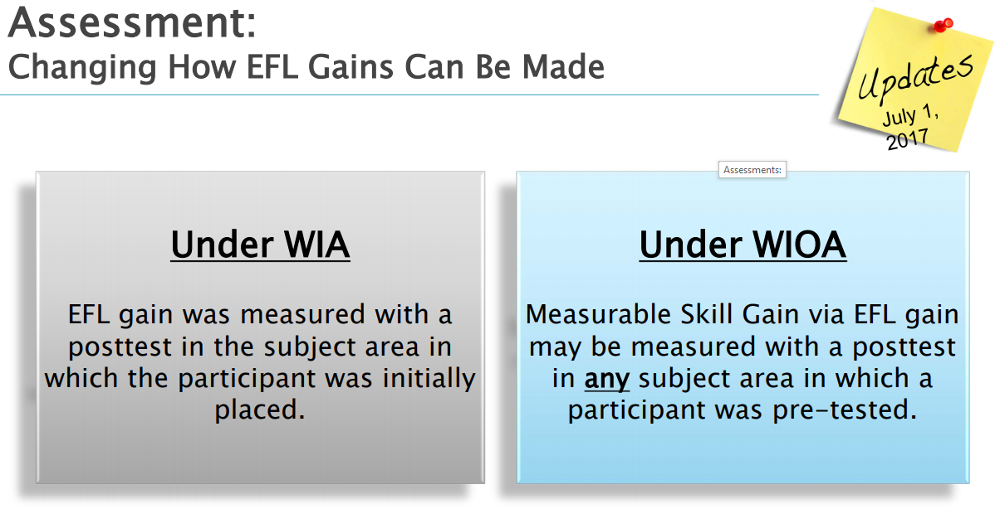 Assessment:
Changing How EFL Gains Can Be Made
Updates
July 1,
2017
Assessments:
Under WIA
EFL gain was measured with a
posttest in the subject area in
which the participant was initially
placed.
Under WIOA
Measurable Skill Gain via EFL gain
may be measured with a posttest
in any subject area in which a
participant was pre-tested.